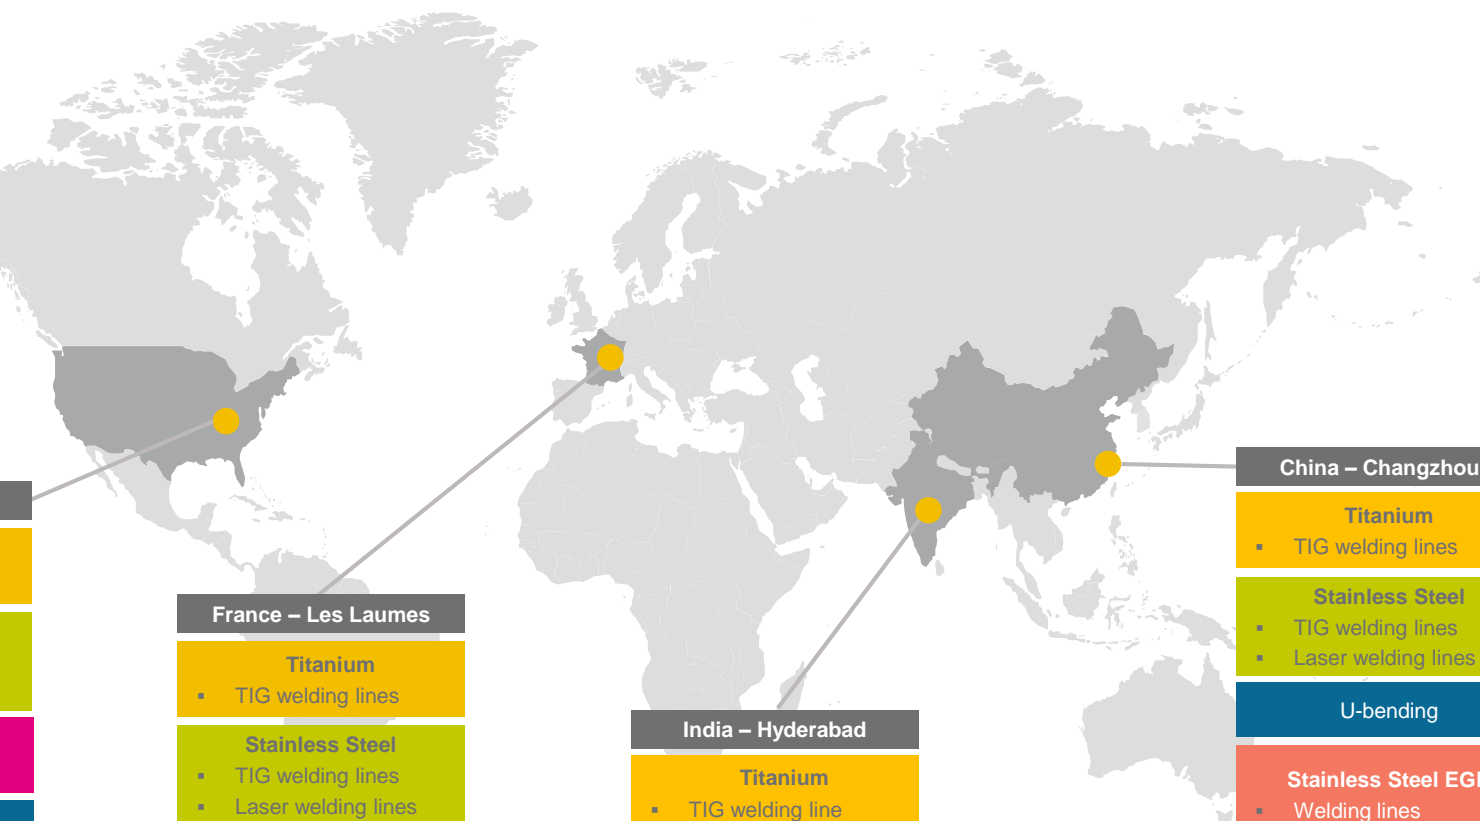 France – Les Laumes
Titanium
▪ TIG welding lines
Stainless Steel
▪ TIG welding lines
▪ Laser welding lines
India – Hyderabad
Titanium
▪ TIG welding line
China – Changzhou
Titanium
▪ TIG welding lines
Stainless Steel
▪ TIG welding lines
▪ Laser welding lines
U-bending
Stainless Steel
▪ Welding lines